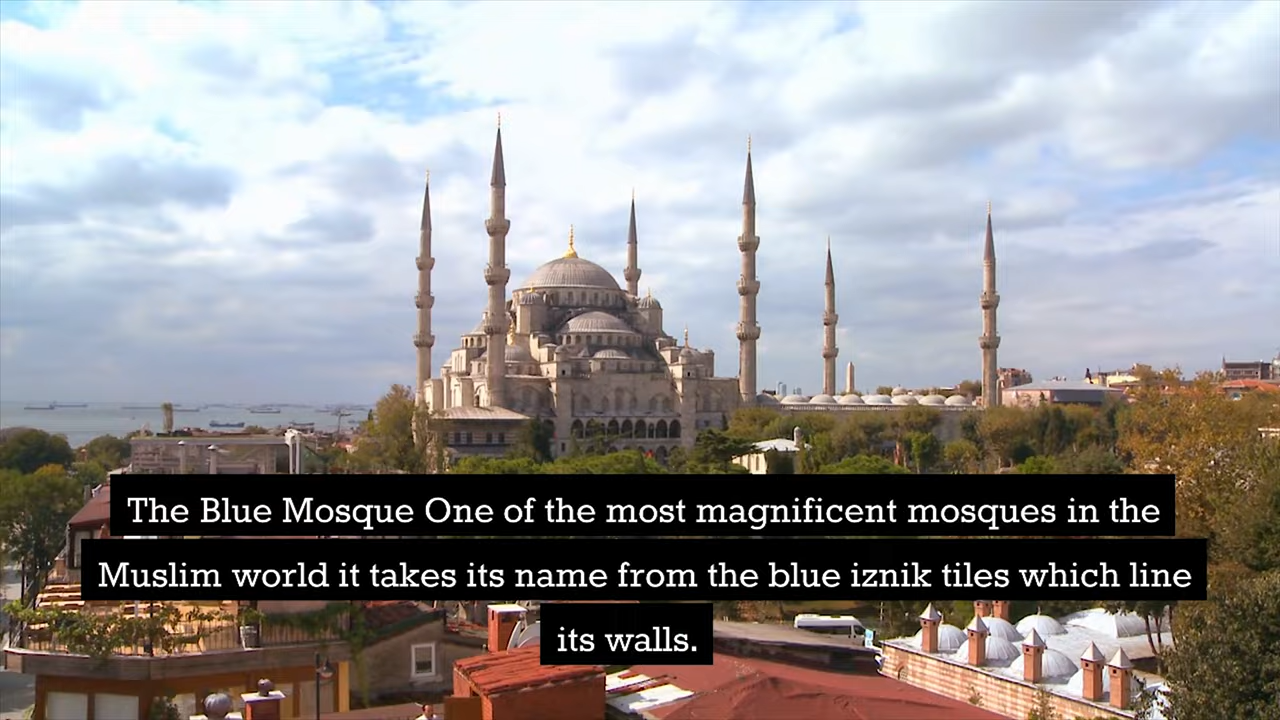 The Blue Mosque One of the most magnificent mosques in the
Muslim world it takes its name from the blue iznik tiles which line
its walls.